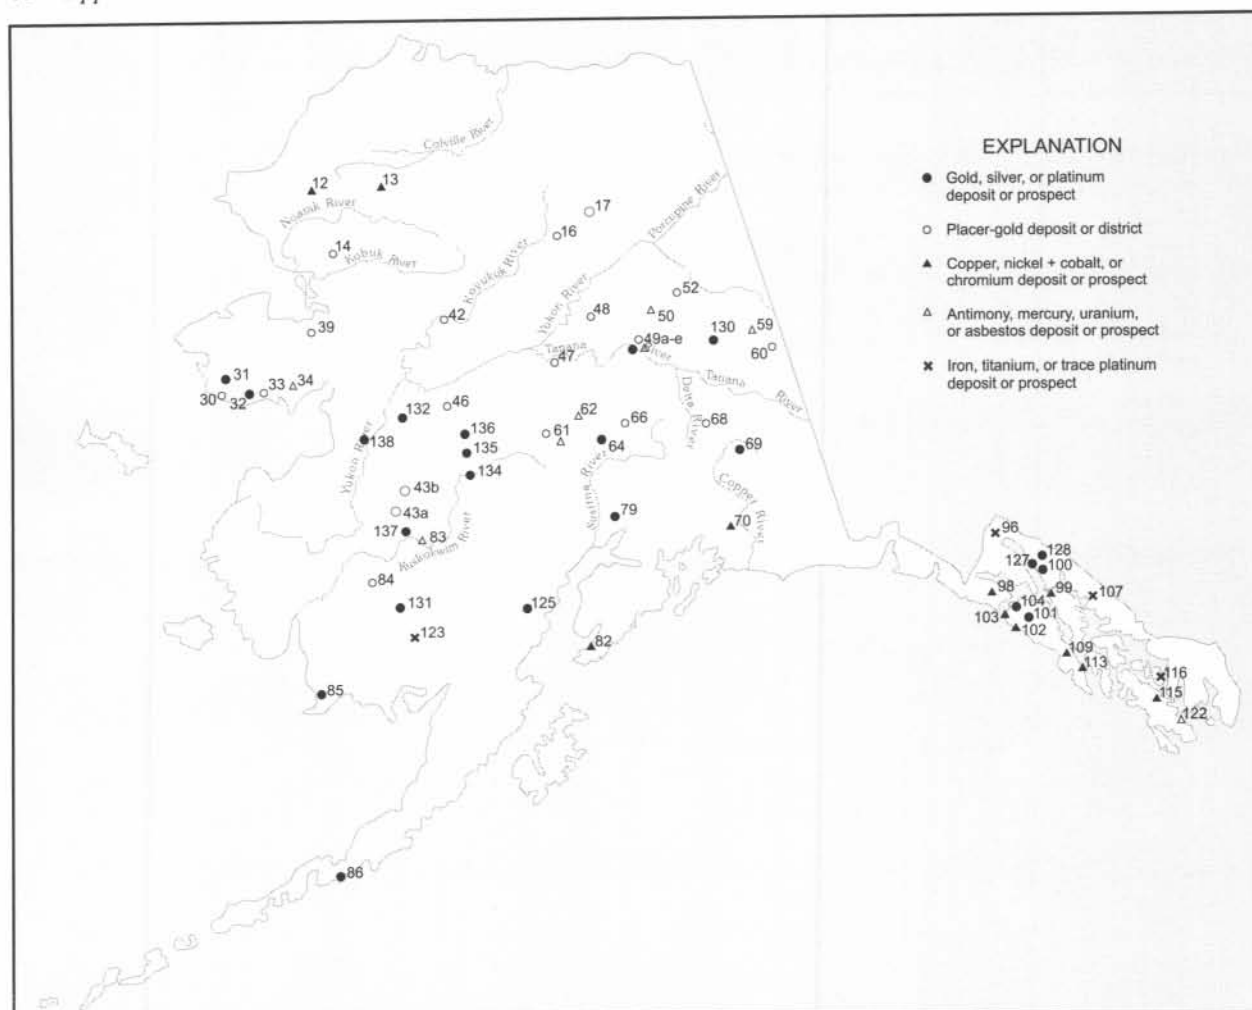 EXPLANATION
Gold, silver, or platinum
deposit or prospect
Placer-gold deposit or district
Copper, nickel + cobalt, or
chromium deposit or prospect
Antimony, mercury, uranium,
or asbestos deposit or prospect
Iron, titanium, or trace platinum
deposit or prospect
Colville River
12
13
Noatak River
17
16
Porcupine River
14
Kobuk River
Koyukuk River
Yukon River
52
42
48
50
39
130
59
49a-e
60
Tanana
River
47
31
34
33
30
32
Tanana
River
Delta River
132
46
62
66
68
136
61
138
135
64
69
134
Yukon River
Susitna River
Copper River
43b
43a
79
70
137
83
Kuskokwim River
96
128
127
100
84
98
99
107
131
125
104
103
101
102
123
82
109
113
116
85
115
122
86